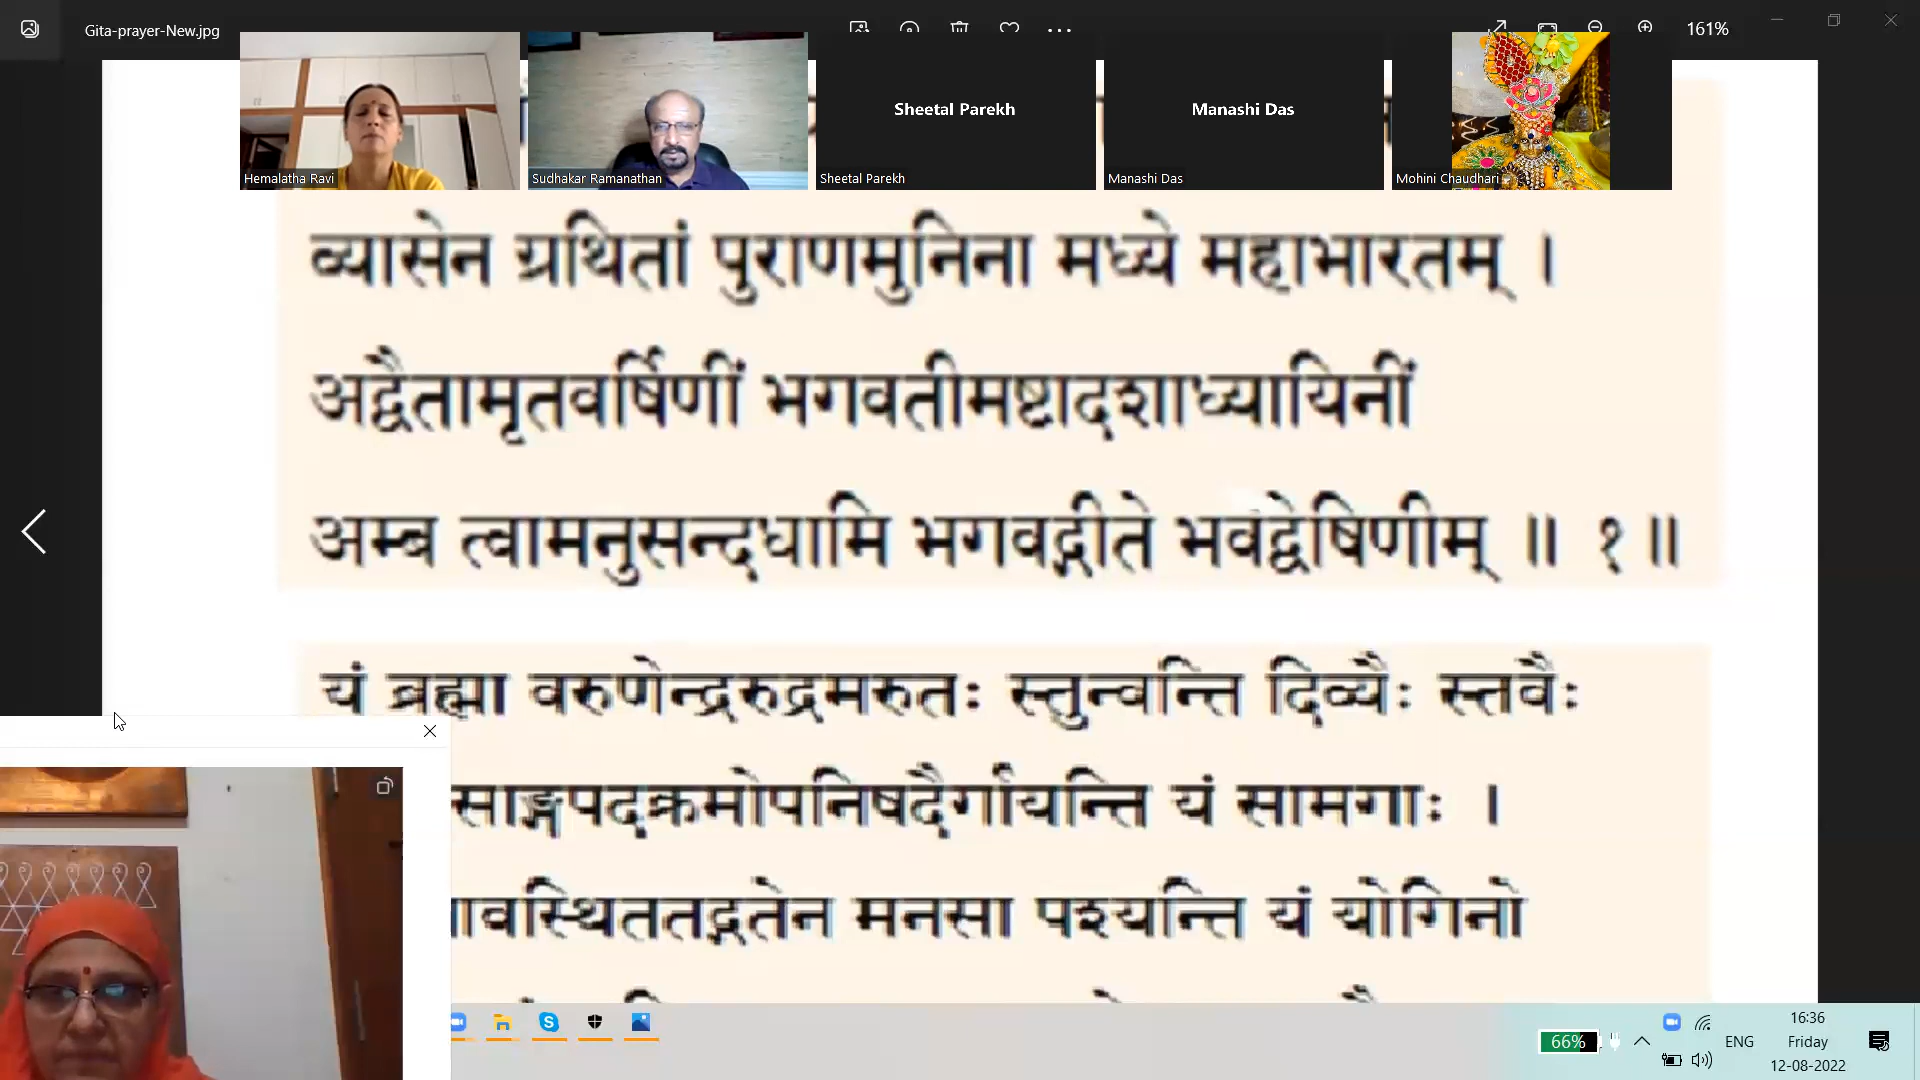 Gita-prayer-New.jpg
161%
Sheetal Parekh
Manashi Das
Hemalatha Ravi
Sudhakar Ramanathan
Sheetal Parekh
Manashi Das
Mohini Chaudhari
व्यासेन ग्रथितां पुराणमुनिना मध्ये महाभारतम् ।
अद्वैतामृतवर्षिणीं भगवतीमष्टादशाध्यायिनीं
अम्ब त्वामनुसन्दधामि भगवद्गीते भवद्वेषिणीम् ॥ १ ॥
यं ब्रह्मा वरुणेन्द्ररुद्रमरुतः स्तुन्वन्ति दिव्यैः स्तवैः
साङ्गपदक्रमोपनिषदैर्गायन्ति यं सामगाः ।
वस्थिततद्गतेन मनसा पश्यन्ति यं योगिनो
66%
ENG
16:36
Friday
12-08-2022